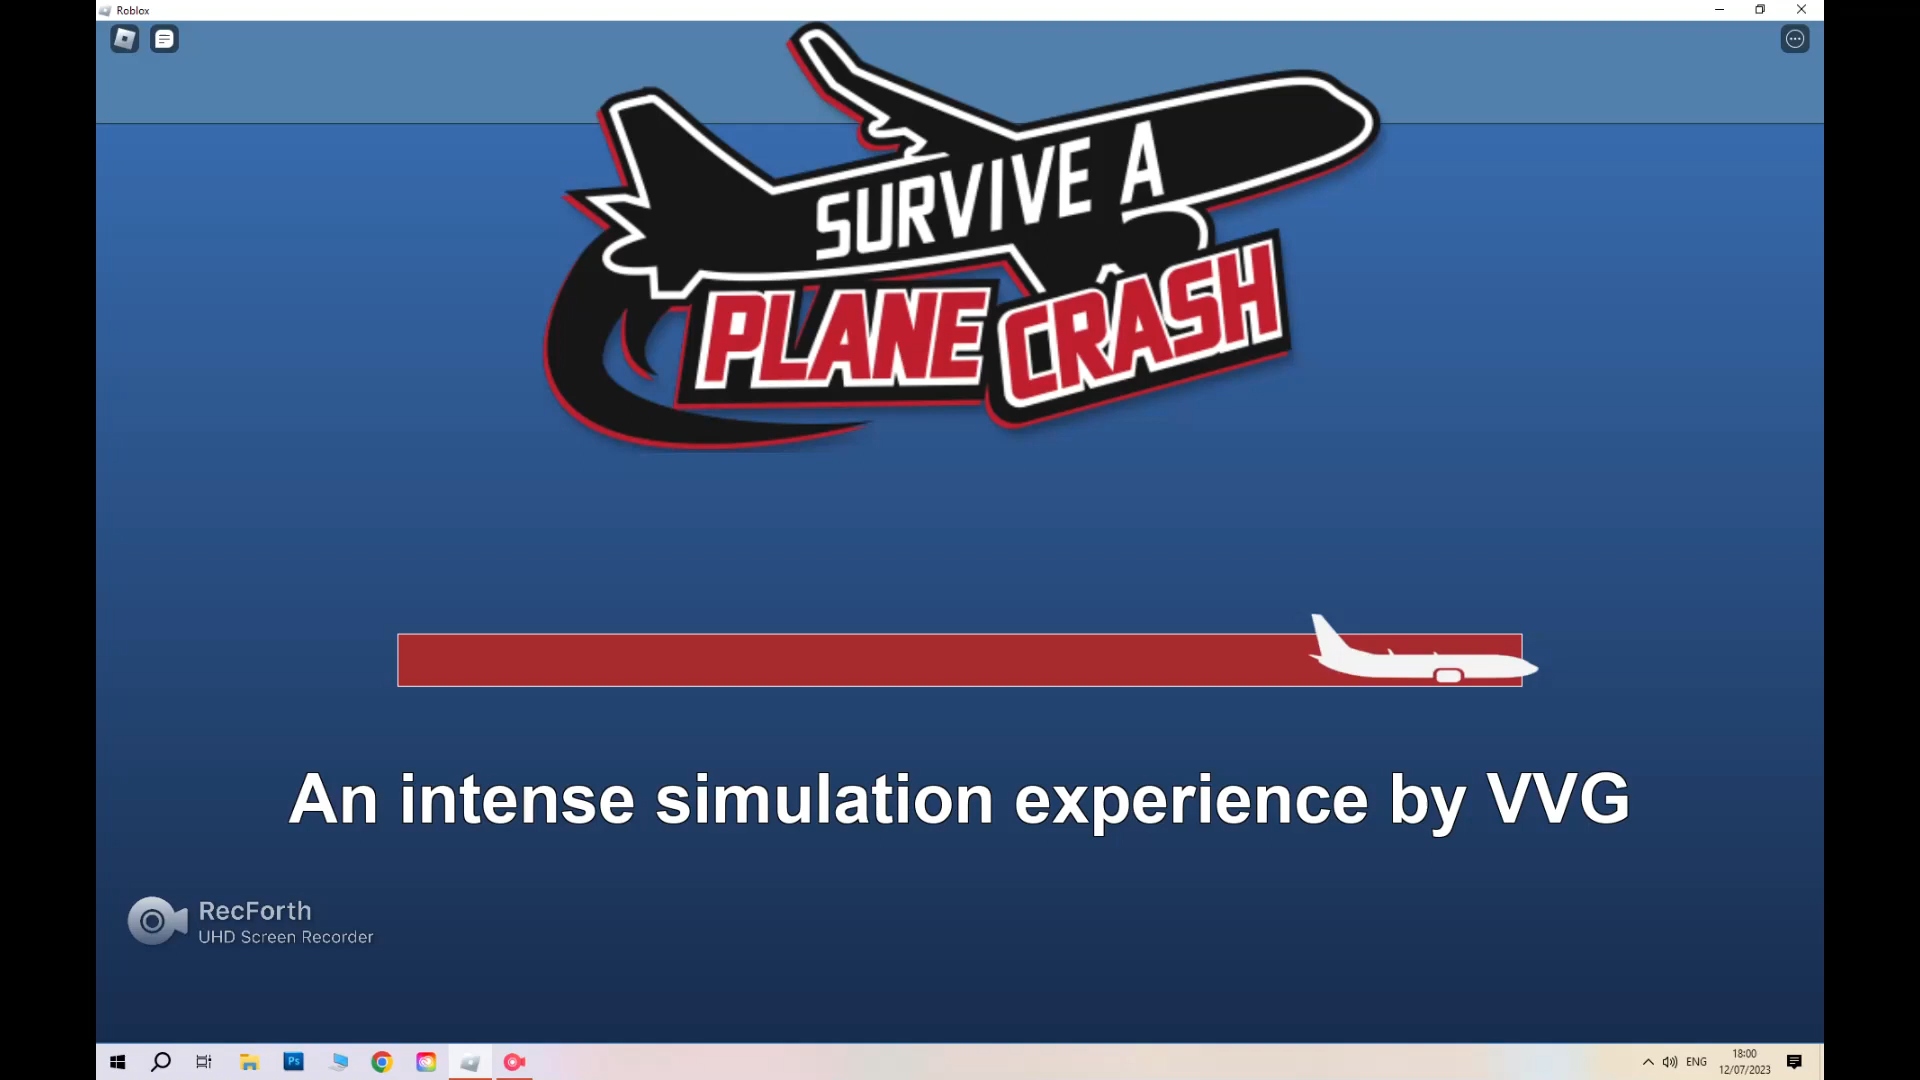 Roblox
SURVIVE A
PLANE CRASH
An intense simulation experience by VVG
RecForth
UHD Screen Recorder
Ps
ENG
18:00
12/07/2023